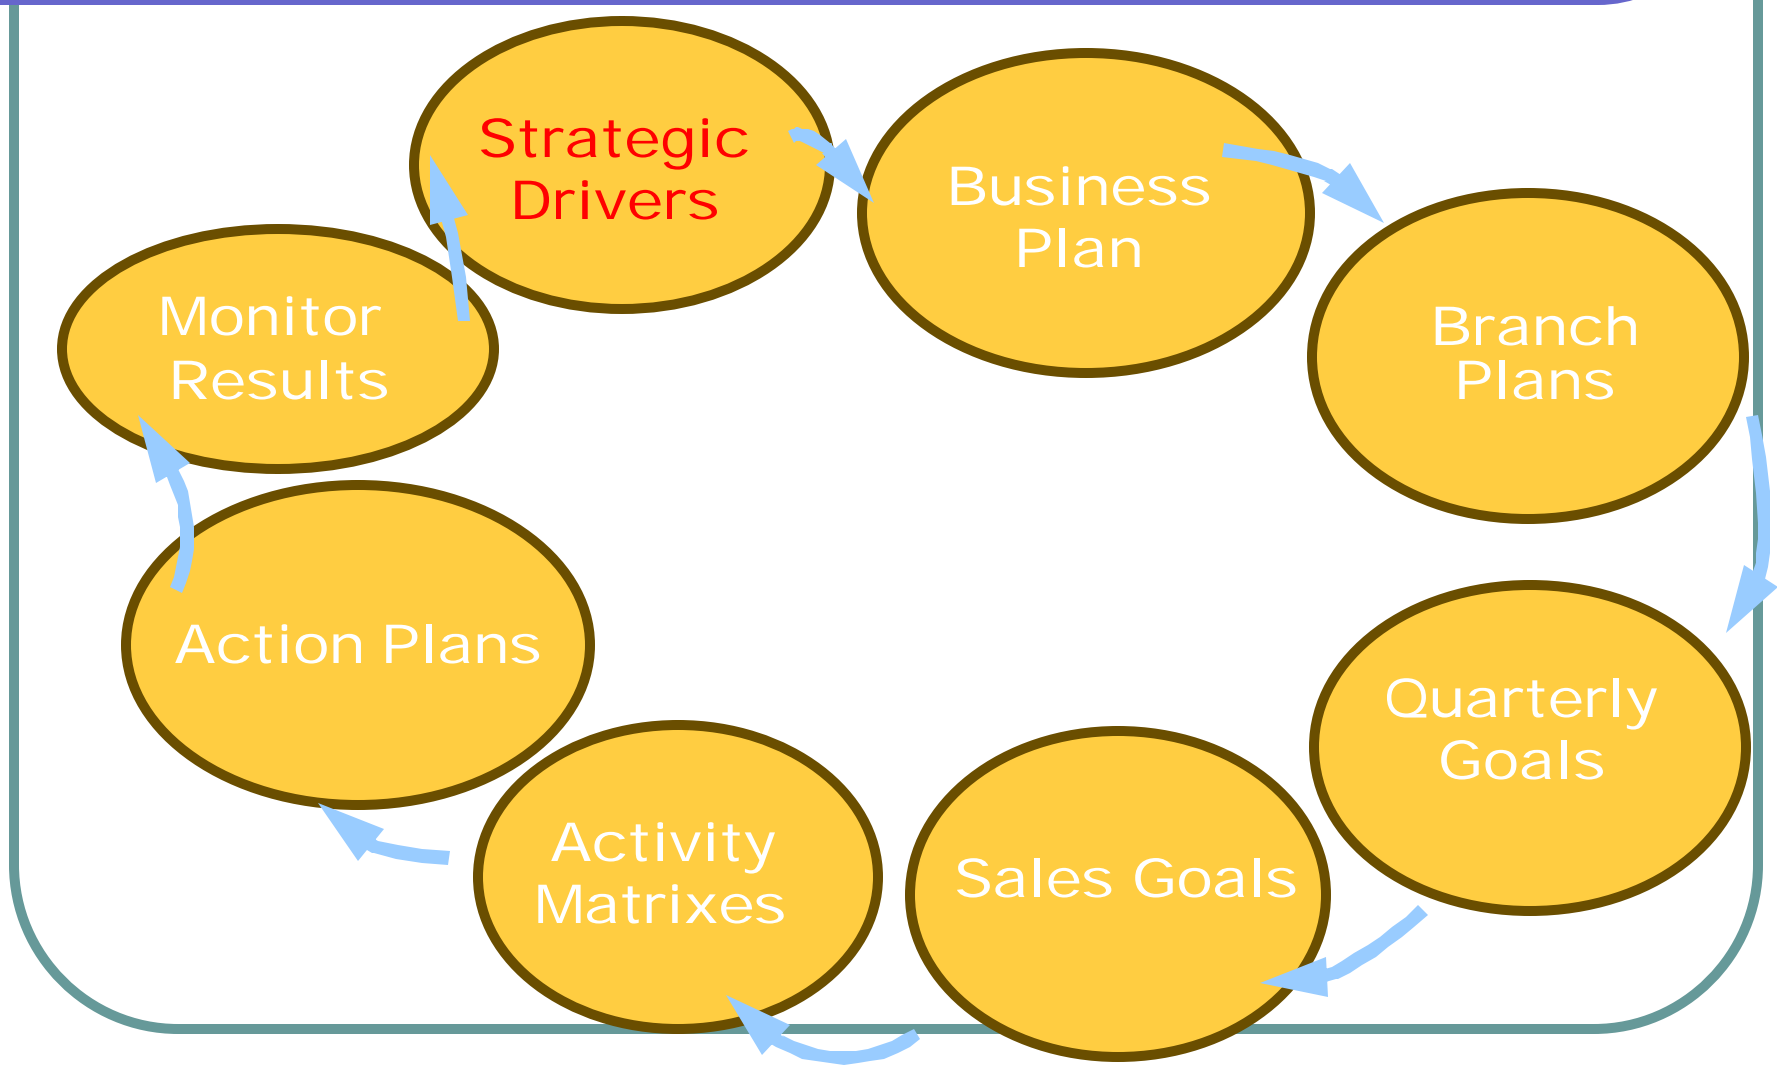 Strategic
Drivers
Business
Plan
Branch
Plans
Quarterly
Goals
Sales Goals
Activity
Matrixes
Action Plans
Monitor
Results